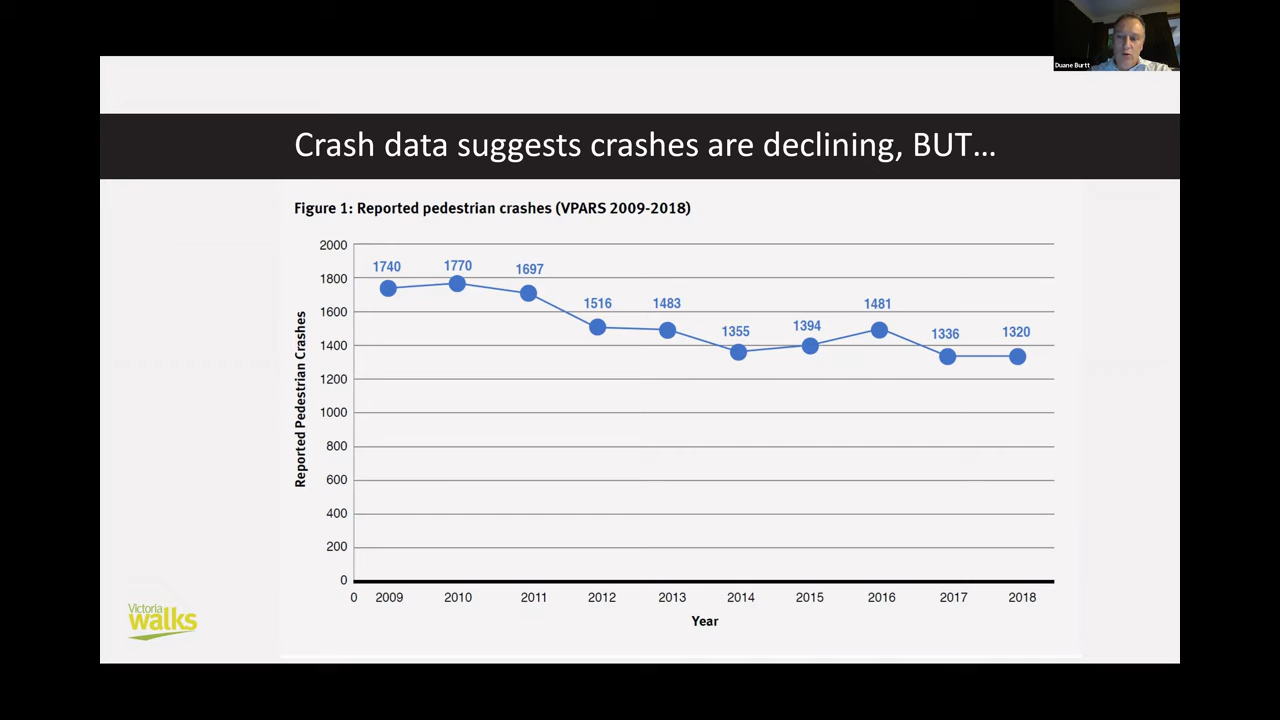 Duane Burtt
Crash data suggests crashes are declining, BUT...
Figure 1: Reported pedestrian crashes (VPARS 2009-2018)
Reported Pedestrian Crashes
2000
1800
1600
1400
1200
1000
800
600
400
200
0
1740
1770
1697
1516
1483
1355
1394
1481
1336
1320
0 2009 2010 2011 2012 2013 2014 2015 2016 2017 2018
Year
Victoria
walks